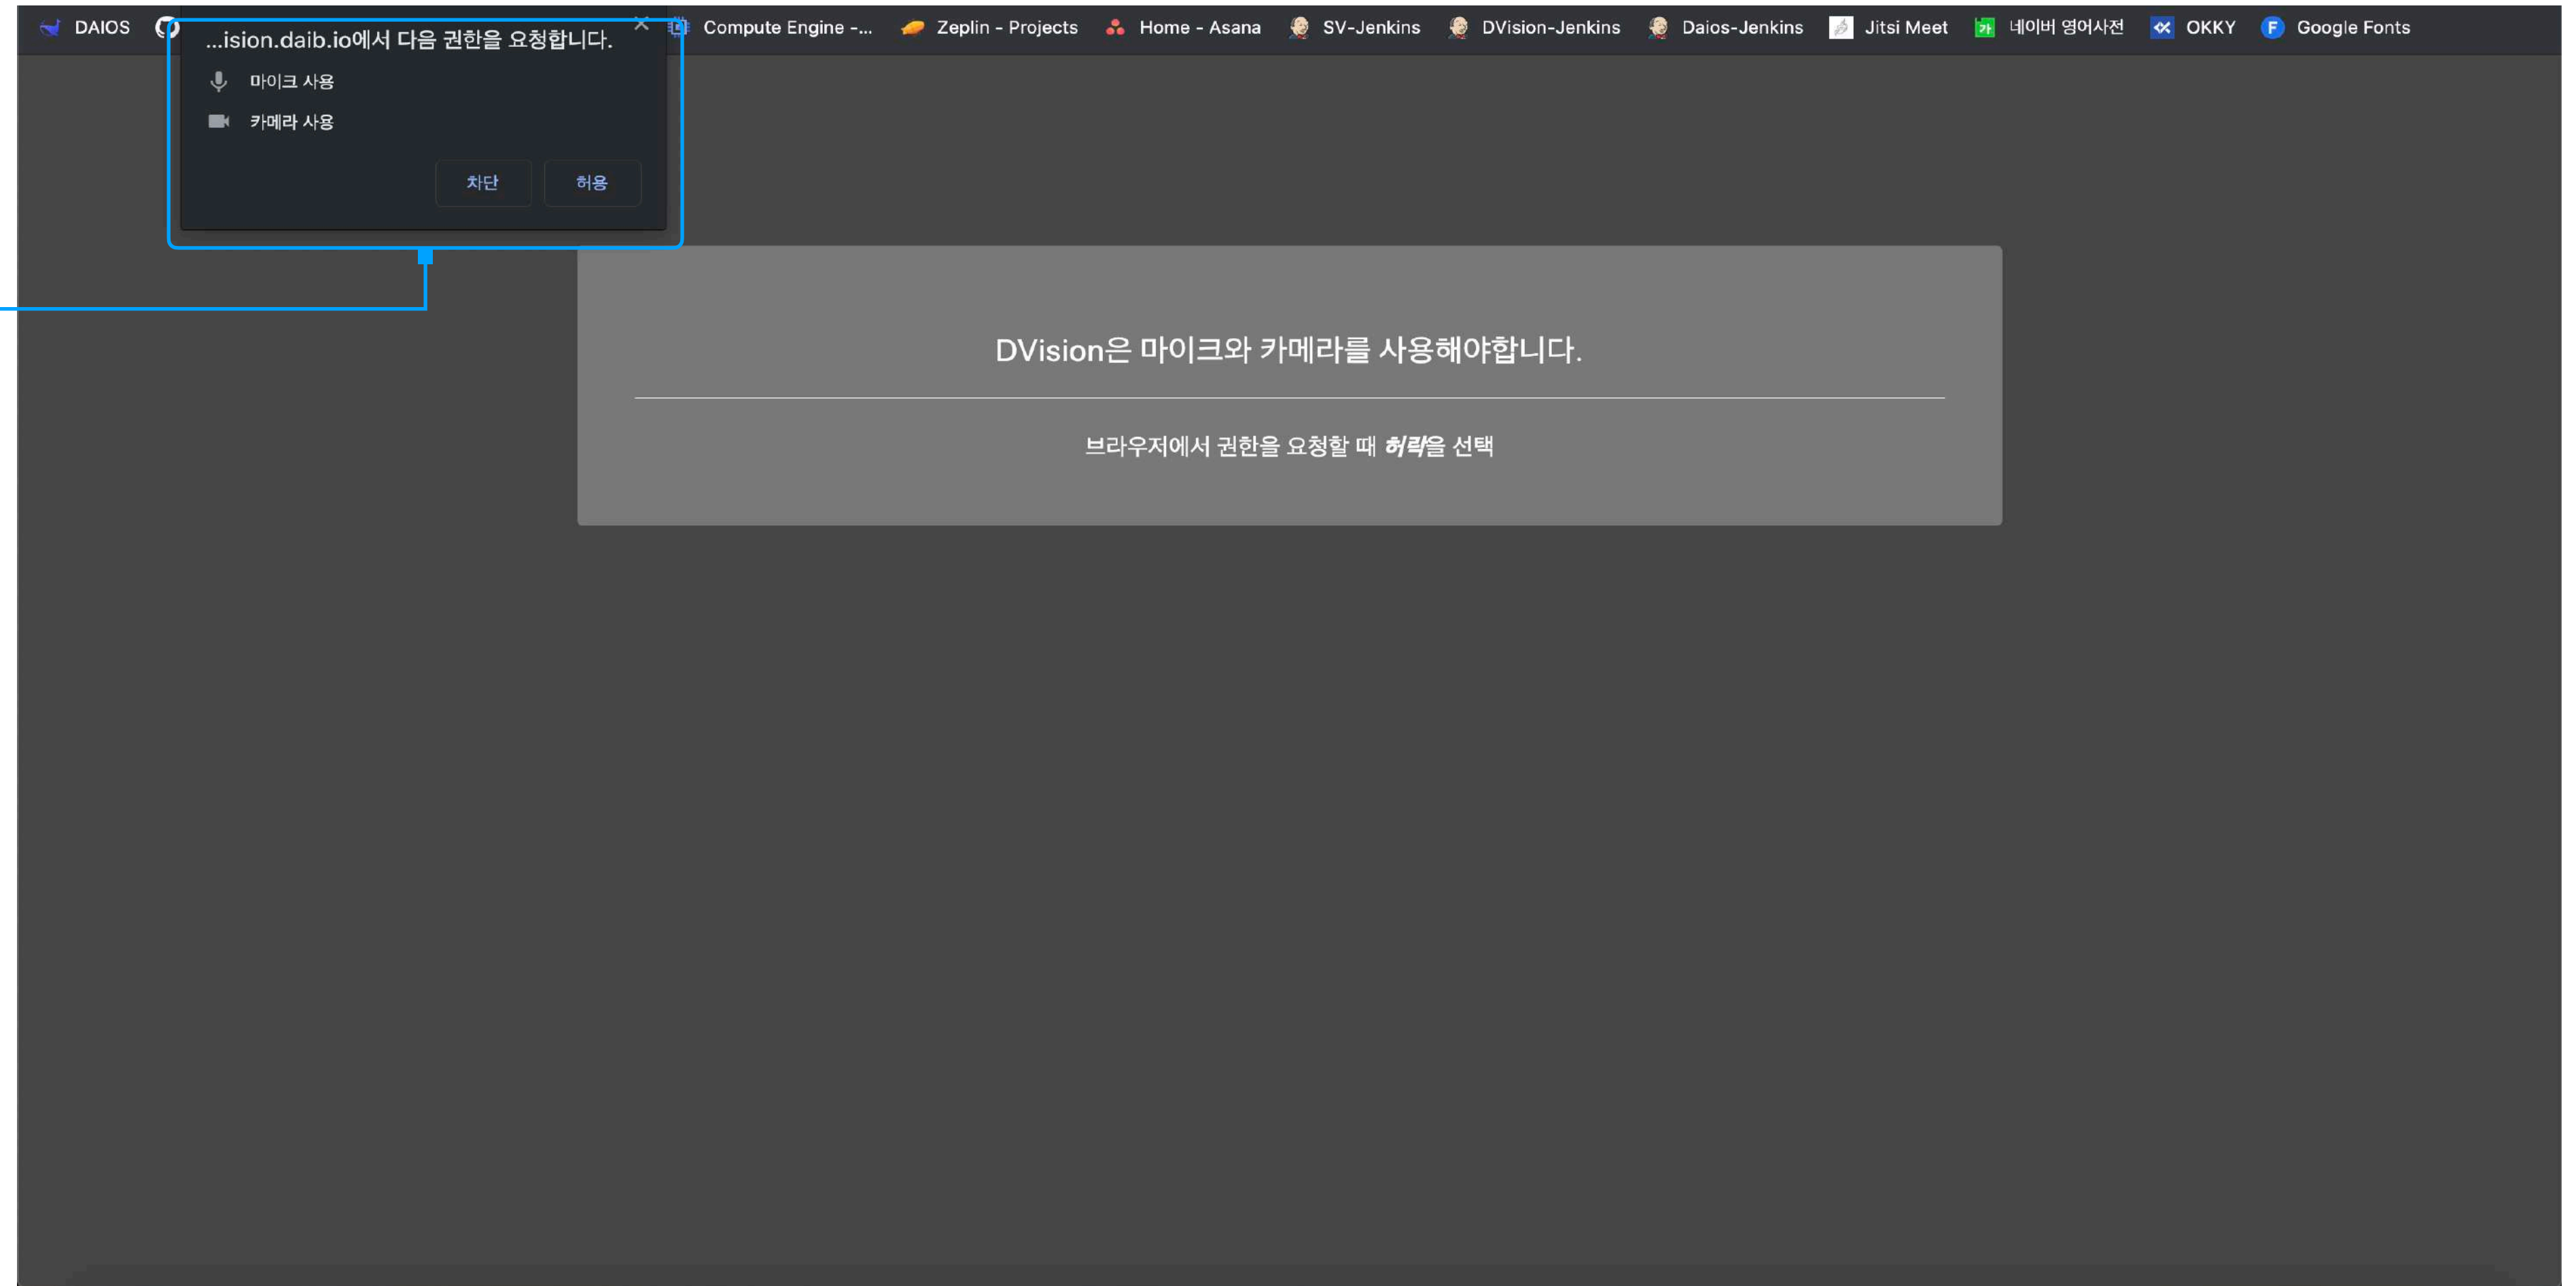 DAIOS
Compute Engine -...
Zeplin - Projects
Home - Asana
SV-Jenkins
DVision-Jenkins
Daios-Jenkins
Jitsi Meet
네이버 영어사전
OKKY
Google Fonts
...ision.daib.io에서 다음 권한을 요청합니다.
마이크 사용
카메라 사용
차단
허용
DVision은 마이크와 카메라를 사용해야합니다.
브라우저에서 권한을 요청할 때 허락을 선택